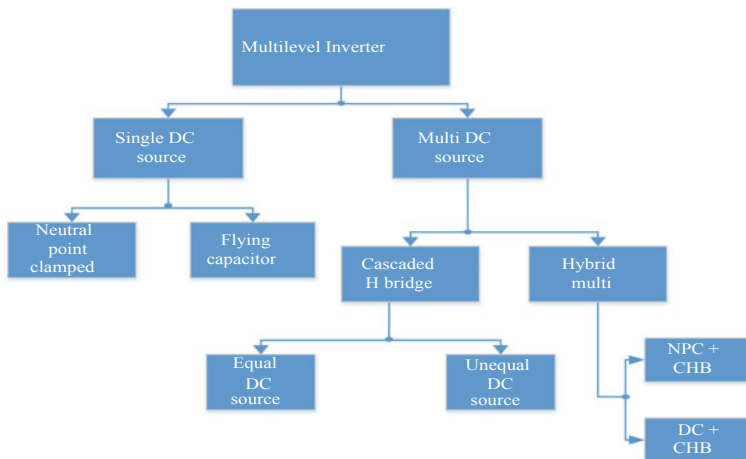 Multilevel Inverter
Single DC
source
Multi DC
source
Neutral
point
clamped
Flying
capacitor
Cascaded
H bridge
Hybrid
multi
Equal
DC
source
Unequal
DC
source
NPC +
CHB
DC +
CHB